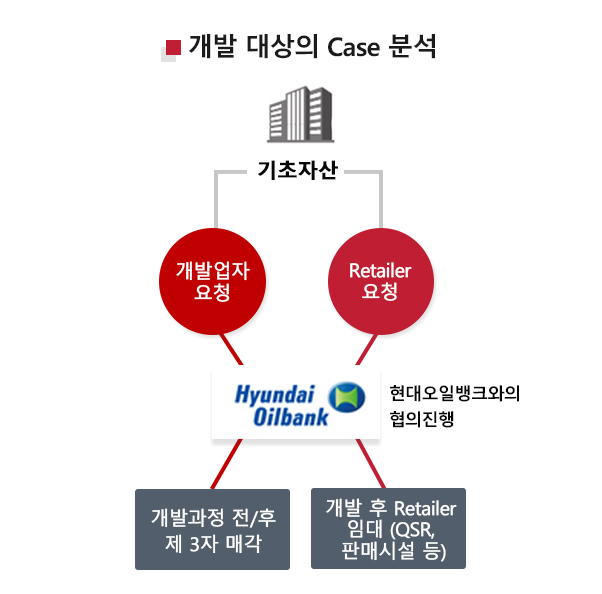 개발 대상의 Case 분석
기초자산
개발업자
요청
Retailer
요청
Hyundai
Oilbank
현대오일뱅크와의
협의진행
개발과정 전/후
제 3자 매각
개발 후 Retailer
임대 (QSR,
판매시설 등)